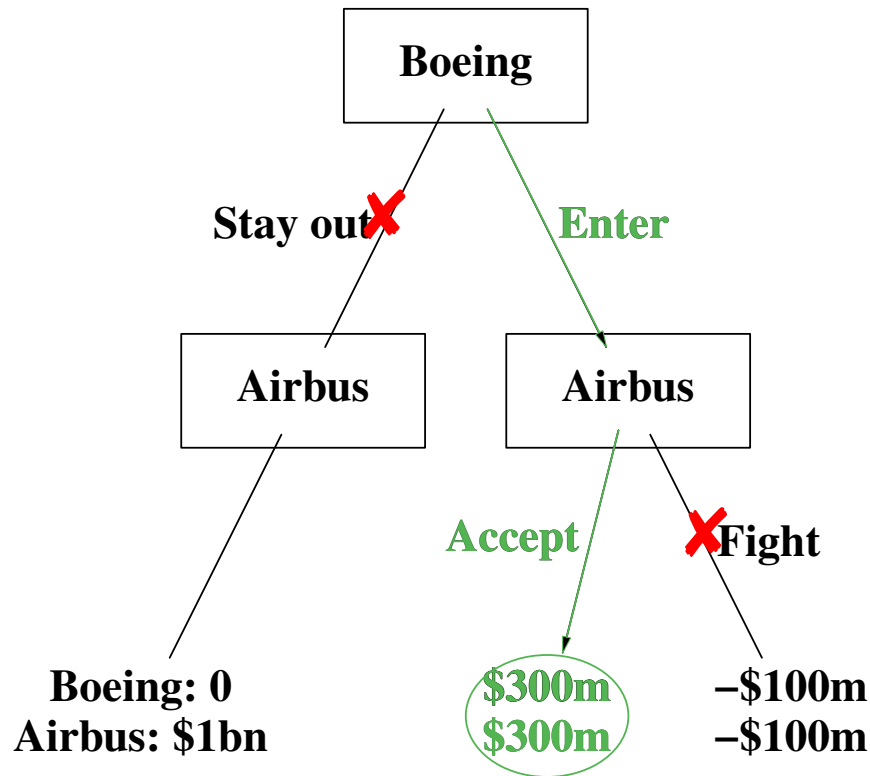 Boeing
Stay out
Enter
Airbus
Airbus
Accept
Fight
Boeing: 0
Airbus: $1bn
$300m
$300m
–$100m
–$100m